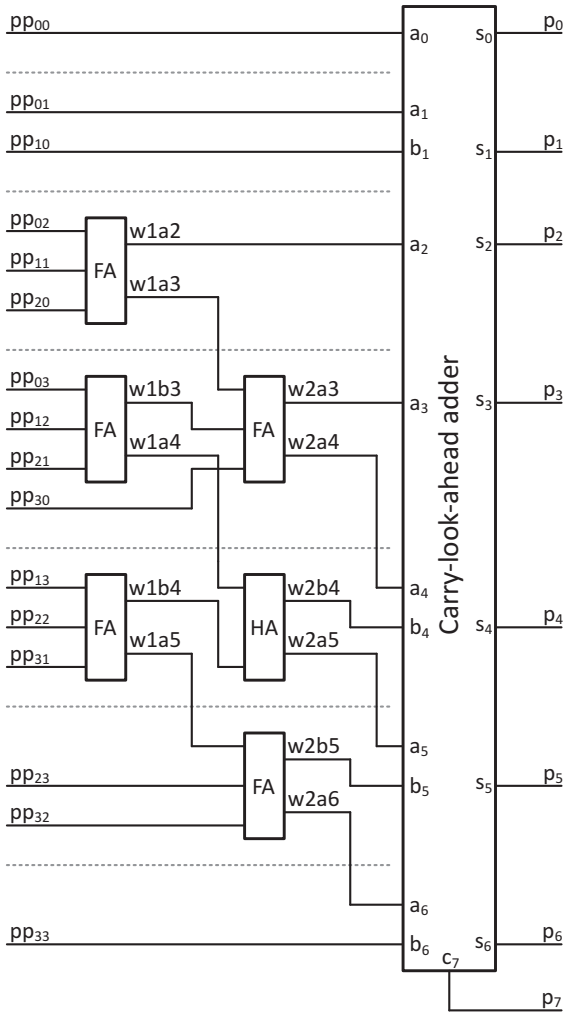 pp₀₀ a₀ s₀ p₀
pp₀₁ a₁
pp₁₀ b₁ s₁ p₁
pp₀₂ w1a2 a₂ s₂ p₂
pp₁₁ FA
pp₂₀ w1a3
pp₀₃ w1b3 w2a3 a₃ s₃ p₃
pp₁₂ FA FA
pp₂₁ w1a4 w2a4
pp₃₀
Carry-look-ahead adder
pp₁₃ w1b4 w2b4 a₄
pp₂₂ FA HA b₄ s₄ p₄
pp₃₁ w1a5 w2a5
w2b5 a₅
pp₂₃ FA b₅ s₅ p₅
pp₃₂ w2a6
a₆
pp₃₃ b₆ s₆ p₆
c₇
p₇